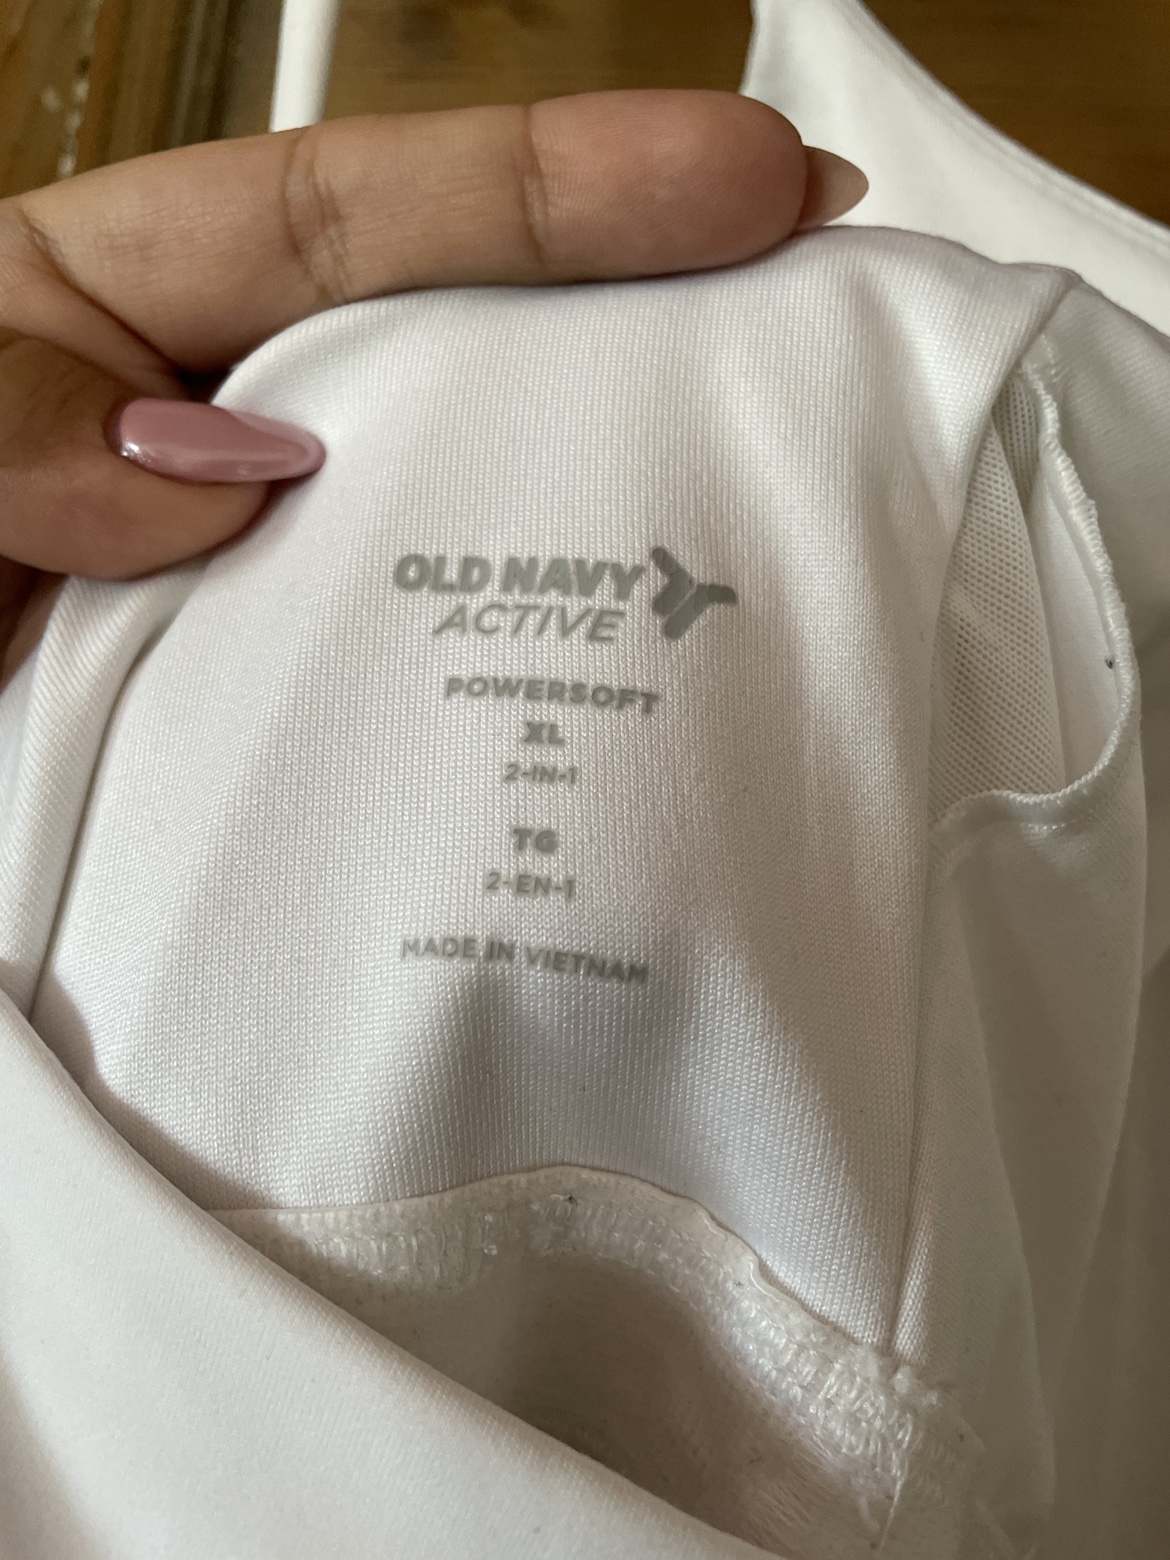 OLD NAVY
ACTIVE
POWERSOFT
XL
2-IN-1
TG
2-EN-1
MADE IN VIETNAM